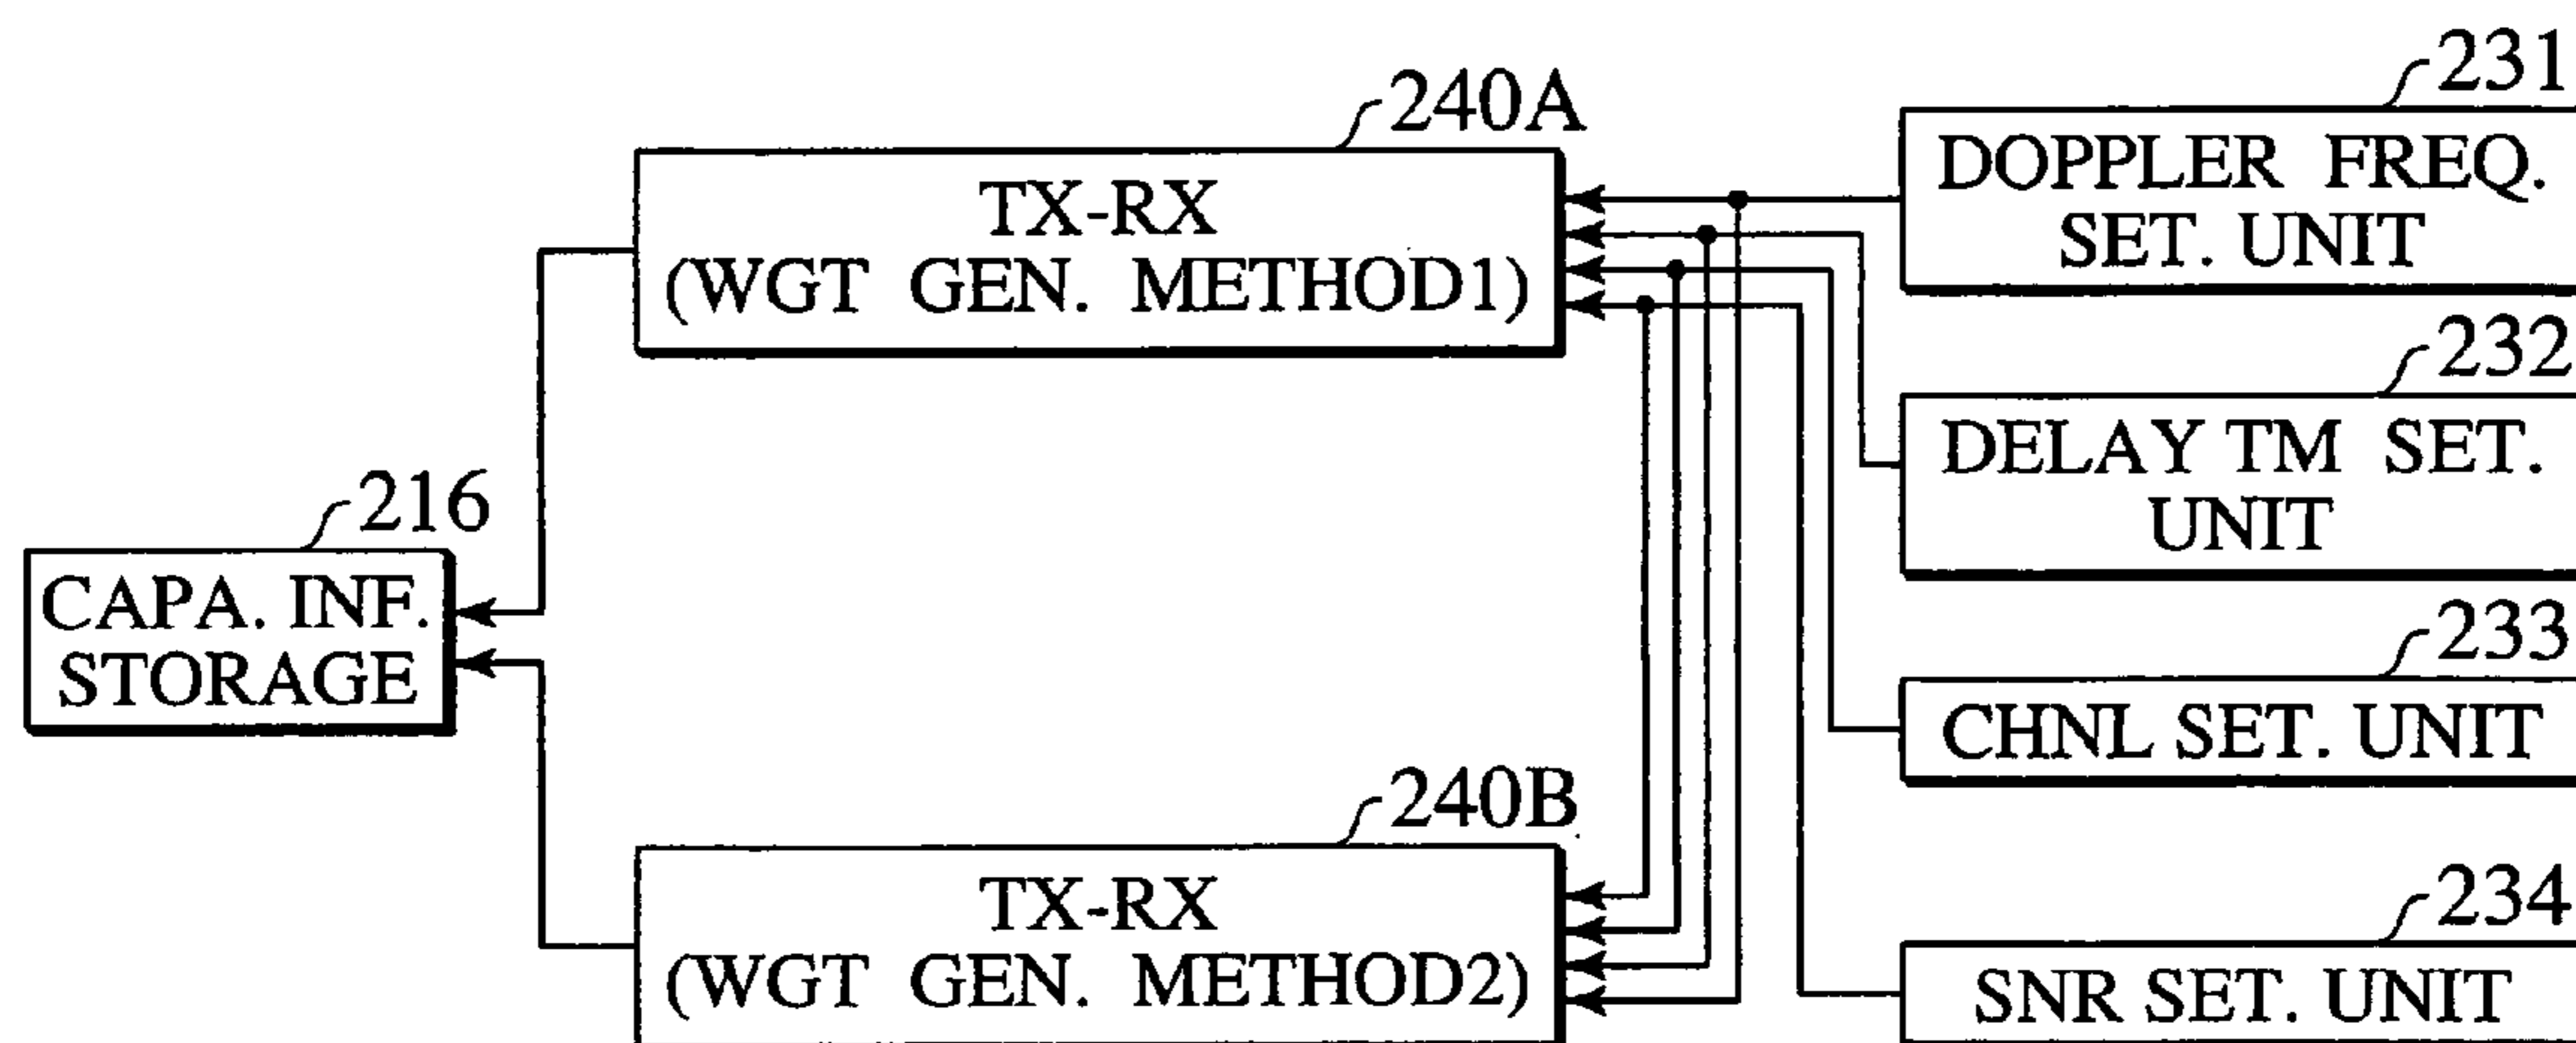 231
DOPPLER FREQ.
SET. UNIT
240A
TX-RX
(WGT GEN. METHOD1)
232
DELAY TM SET.
UNIT
216
CAPA. INF.
STORAGE
233
CHNL SET. UNIT
240B
TX-RX
(WGT GEN. METHOD2)
234
SNR SET. UNIT